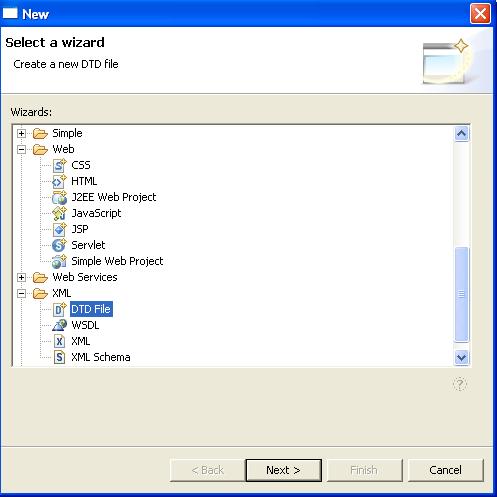 New
Select a wizard
Create a new DTD file
Wizards:
Simple
Web
CSS
HTML
J2EE Web Project
JavaScript
JSP
Servlet
Simple Web Project
Web Services
XML
DTD File
WSDL
XML
XML Schema
?
< Back Next > Finish Cancel